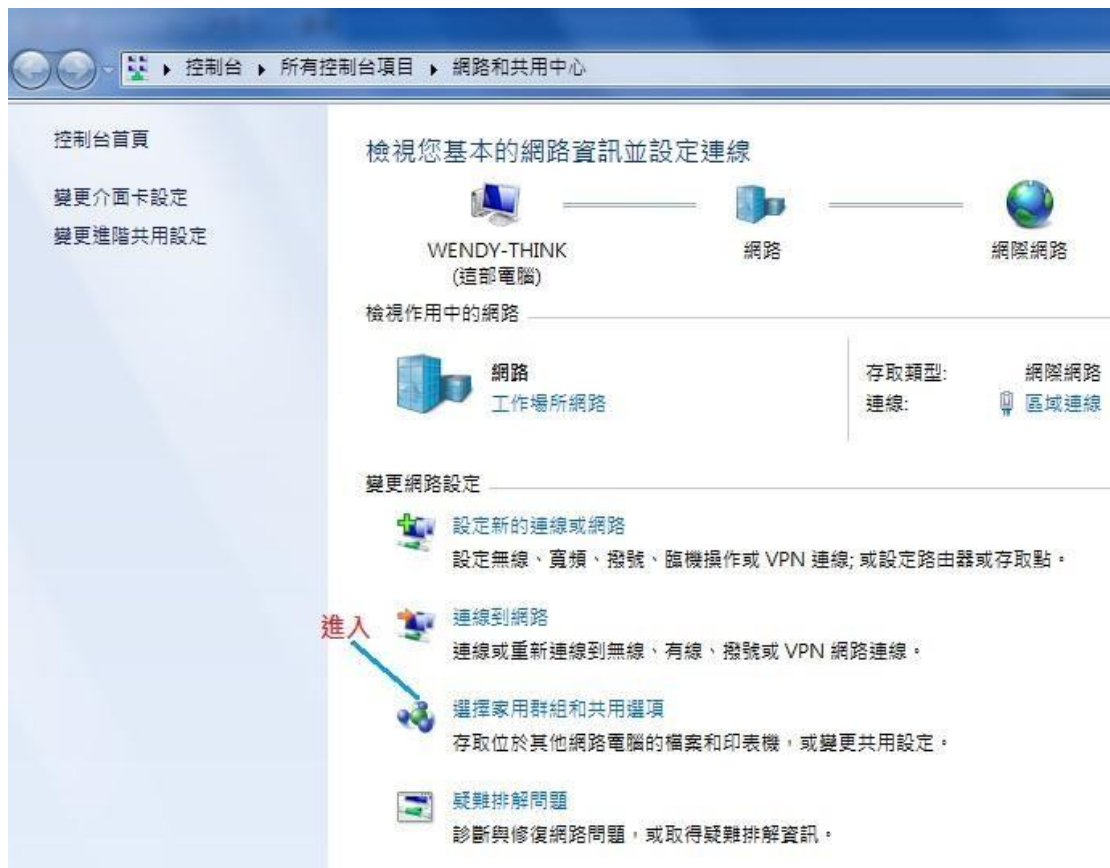 控制台 ▸ 所有控制台項目 ▸ 網路和共用中心
控制台首頁
變更介面卡設定
變更進階共用設定
檢視您基本的網路資訊並設定連線
WENDY-THINK
(這部電腦)
網路
網際網路
檢視作用中的網路
網路
工作場所網路
存取類型: 網際網路
連線: 區域連線
變更網路設定
設定新的連線或網路
設定無線、寬頻、撥號、臨機操作或 VPN 連線; 或設定路由器或存取點。
進入
連線到網路
連線或重新連線到無線、有線、撥號或 VPN 網路連線。
選擇家用群組和共用選項
存取位於其他網路電腦的檔案和印表機，或變更共用設定。
疑難排解問題
診斷與修復網路問題，或取得疑難排解資訊。